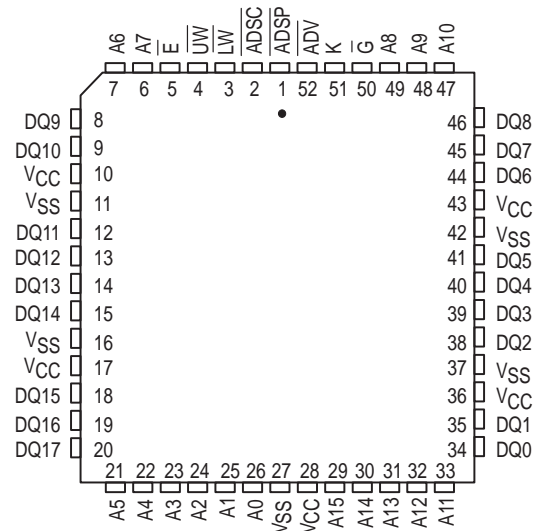 A6 A7 E UW LW ADSC ADSP ADV K G A8 A9 A10
7 6 5 4 3 2 1 52 51 50 49 48 47
DQ9 8 46 DQ8
DQ10 9 45 DQ7
VCC 10 44 DQ6
VSS 11 43 VCC
DQ11 12 42 VSS
DQ12 13 41 DQ5
DQ13 14 40 DQ4
DQ14 15 39 DQ3
VSS 16 38 DQ2
VCC 17 37 VSS
DQ15 18 36 VCC
DQ16 19 35 DQ1
DQ17 20 34 DQ0
21 22 23 24 25 26 27 28 29 30 31 32 33
A5 A4 A3 A2 A1 A0 VSS VCC A15 A14 A13 A12 A11